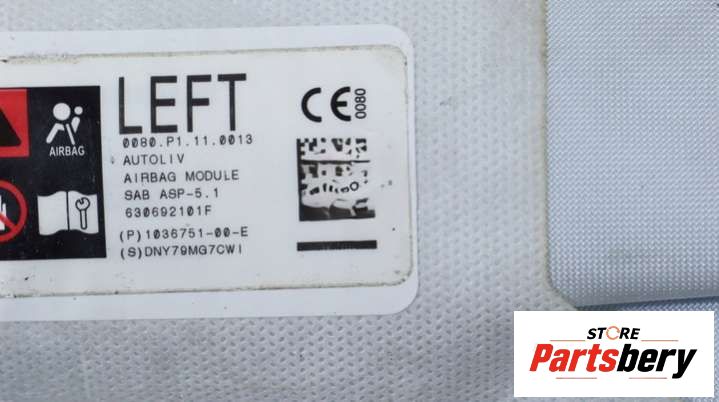 LEFT
0080.P1.11.0013
AUTOLIV
AIRBAG MODULE
SAB ASP-5.1
630692101F
(P)1036751-00-E
(S)DNY79MG7CWI
AIRBAG
CE
0080
STORE
Partsbery